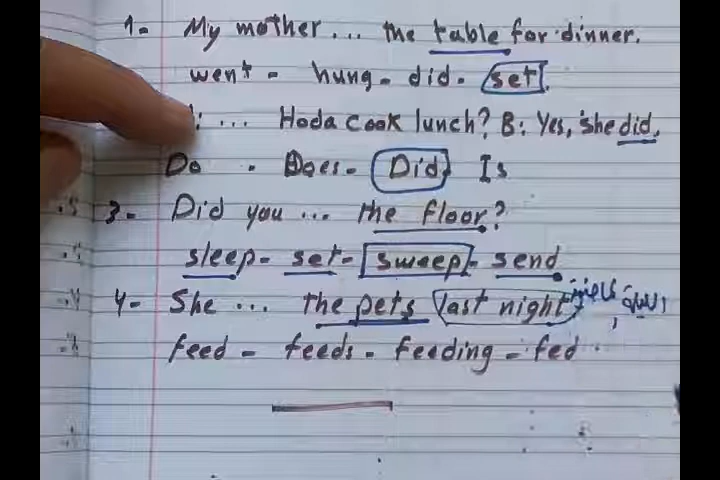 1- My mother ... the table for dinner.
went - hung - did - set.
: ... Hoda cook lunch? B: Yes, she did.
Do - Does - Did - Is
3- Did you ... the floor?
sleep - set - sweep - send
4- She ... the pets last night الليلة الماضية
feed - feeds - feeding - fed